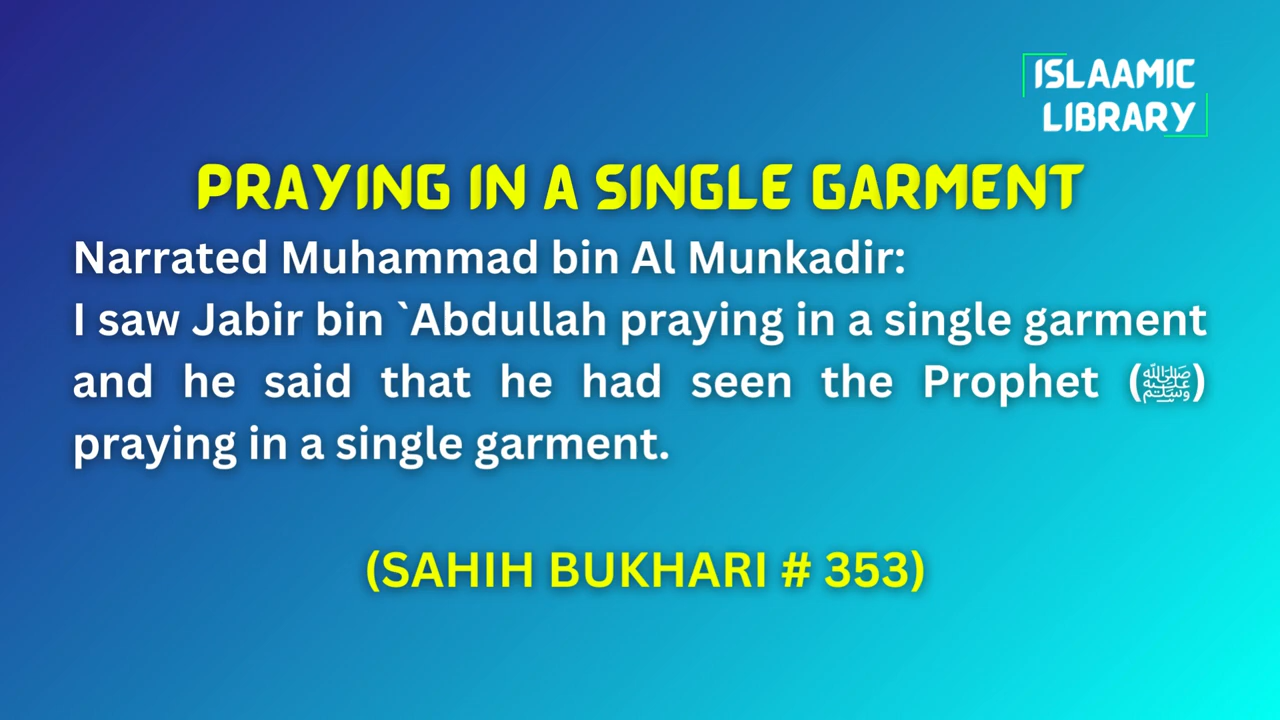 ISLAAMIC
LIBRARY
PRAYING IN A SINGLE GARMENT
Narrated Muhammad bin Al Munkadir:
I saw Jabir bin `Abdullah praying in a single garment
and he said that he had seen the Prophet (ﷺ)
praying in a single garment.
(SAHIH BUKHARI # 353)